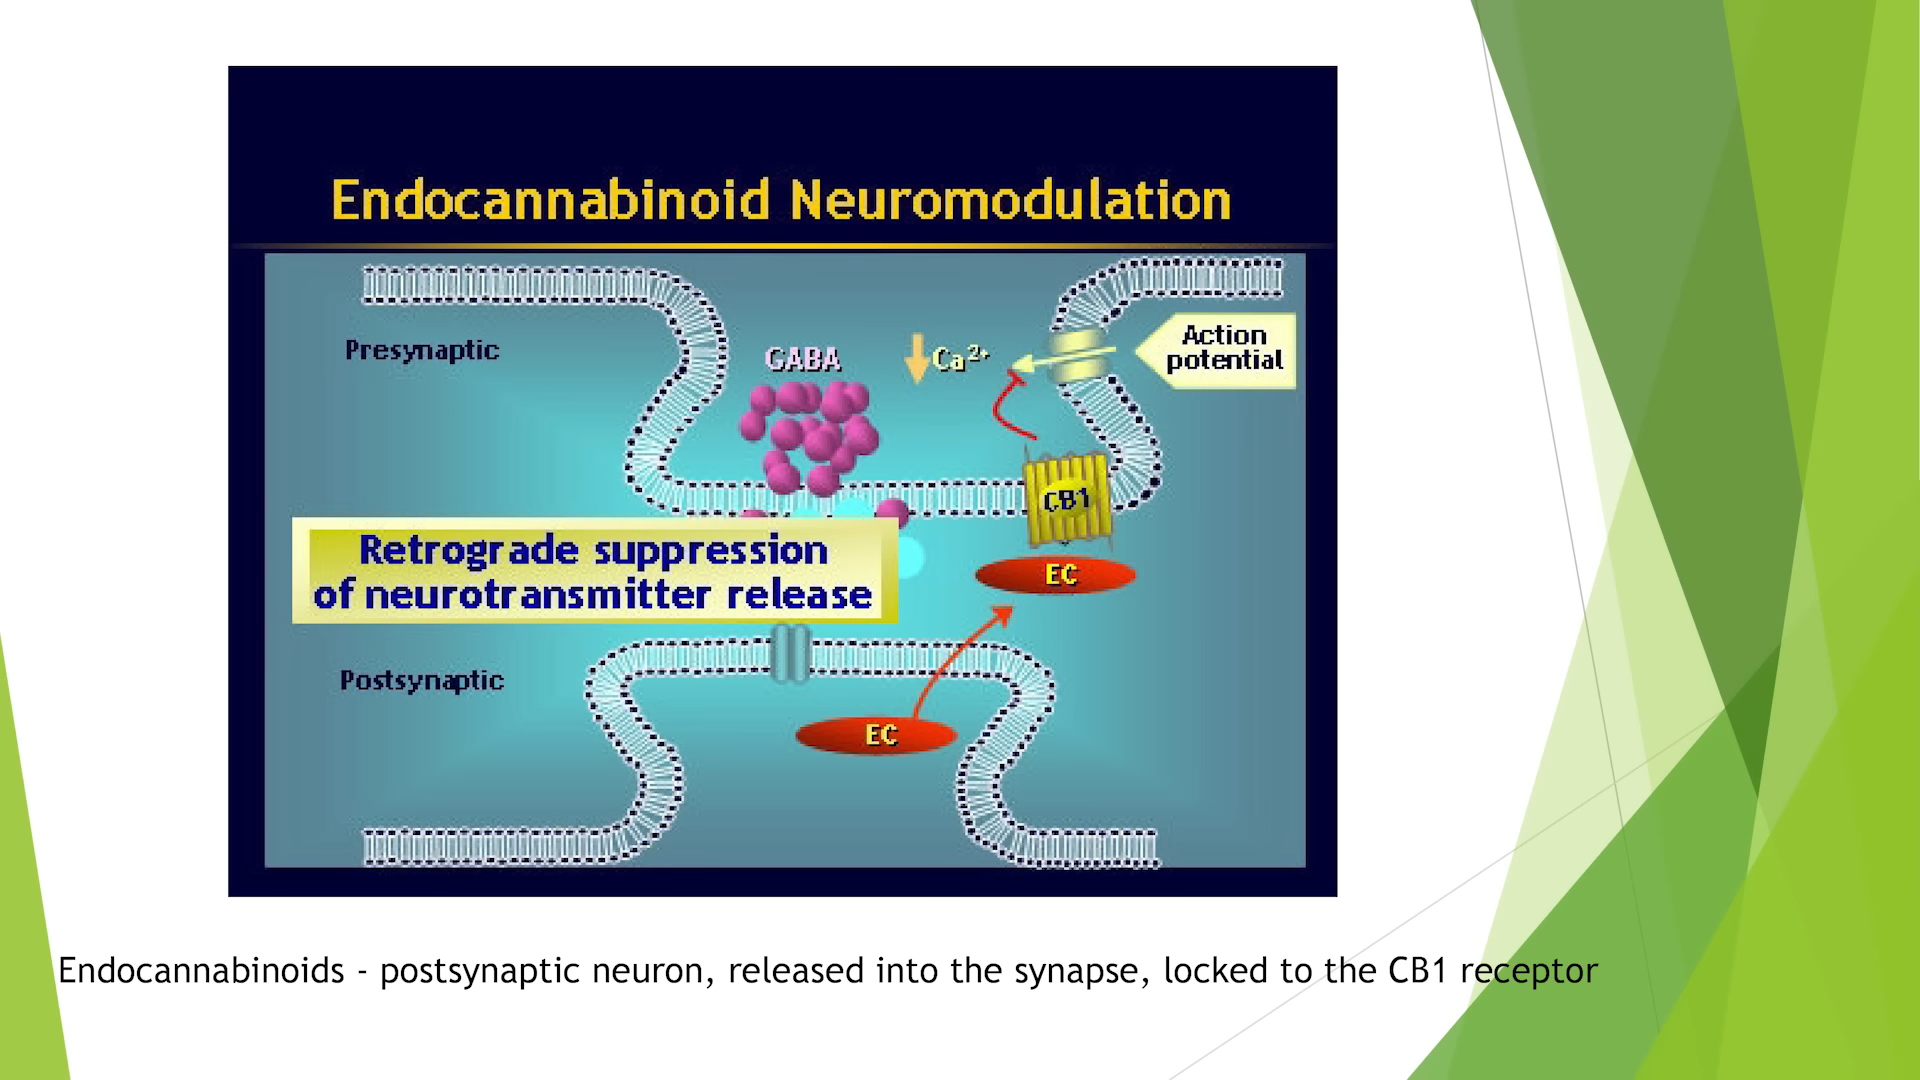 Endocannabinoid Neuromodulation
Presynaptic
GABA
Ca²⁺
Action
potential
CB1
Retrograde suppression
of neurotransmitter release
EC
Postsynaptic
EC
Endocannabinoids - postsynaptic neuron, released into the synapse, locked to the CB1 receptor